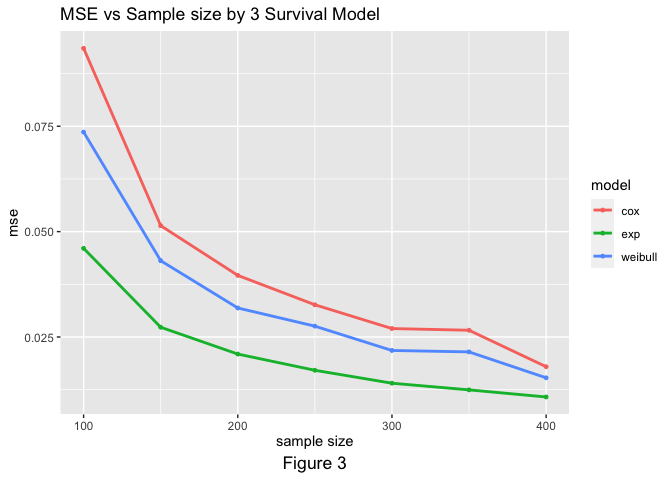 MSE vs Sample size by 3 Survival Model
mse
0.075
0.050
0.025
100
200
300
400
sample size
model
cox
exp
weibull
Figure 3